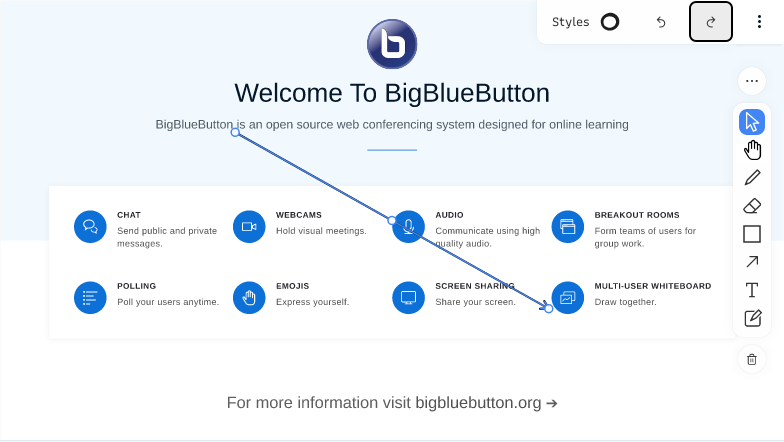 Styles
Welcome To BigBlueButton
BigBlueButton is an open source web conferencing system designed for online learning
CHAT
Send public and private
messages.
WEBCAMS
Hold visual meetings.
AUDIO
Communicate using high
quality audio.
BREAKOUT ROOMS
Form teams of users for
group work.
POLLING
Poll your users anytime.
EMOJIS
Express yourself.
SCREEN SHARING
Share your screen.
MULTI-USER WHITEBOARD
Draw together.
For more information visit bigbluebutton.org →